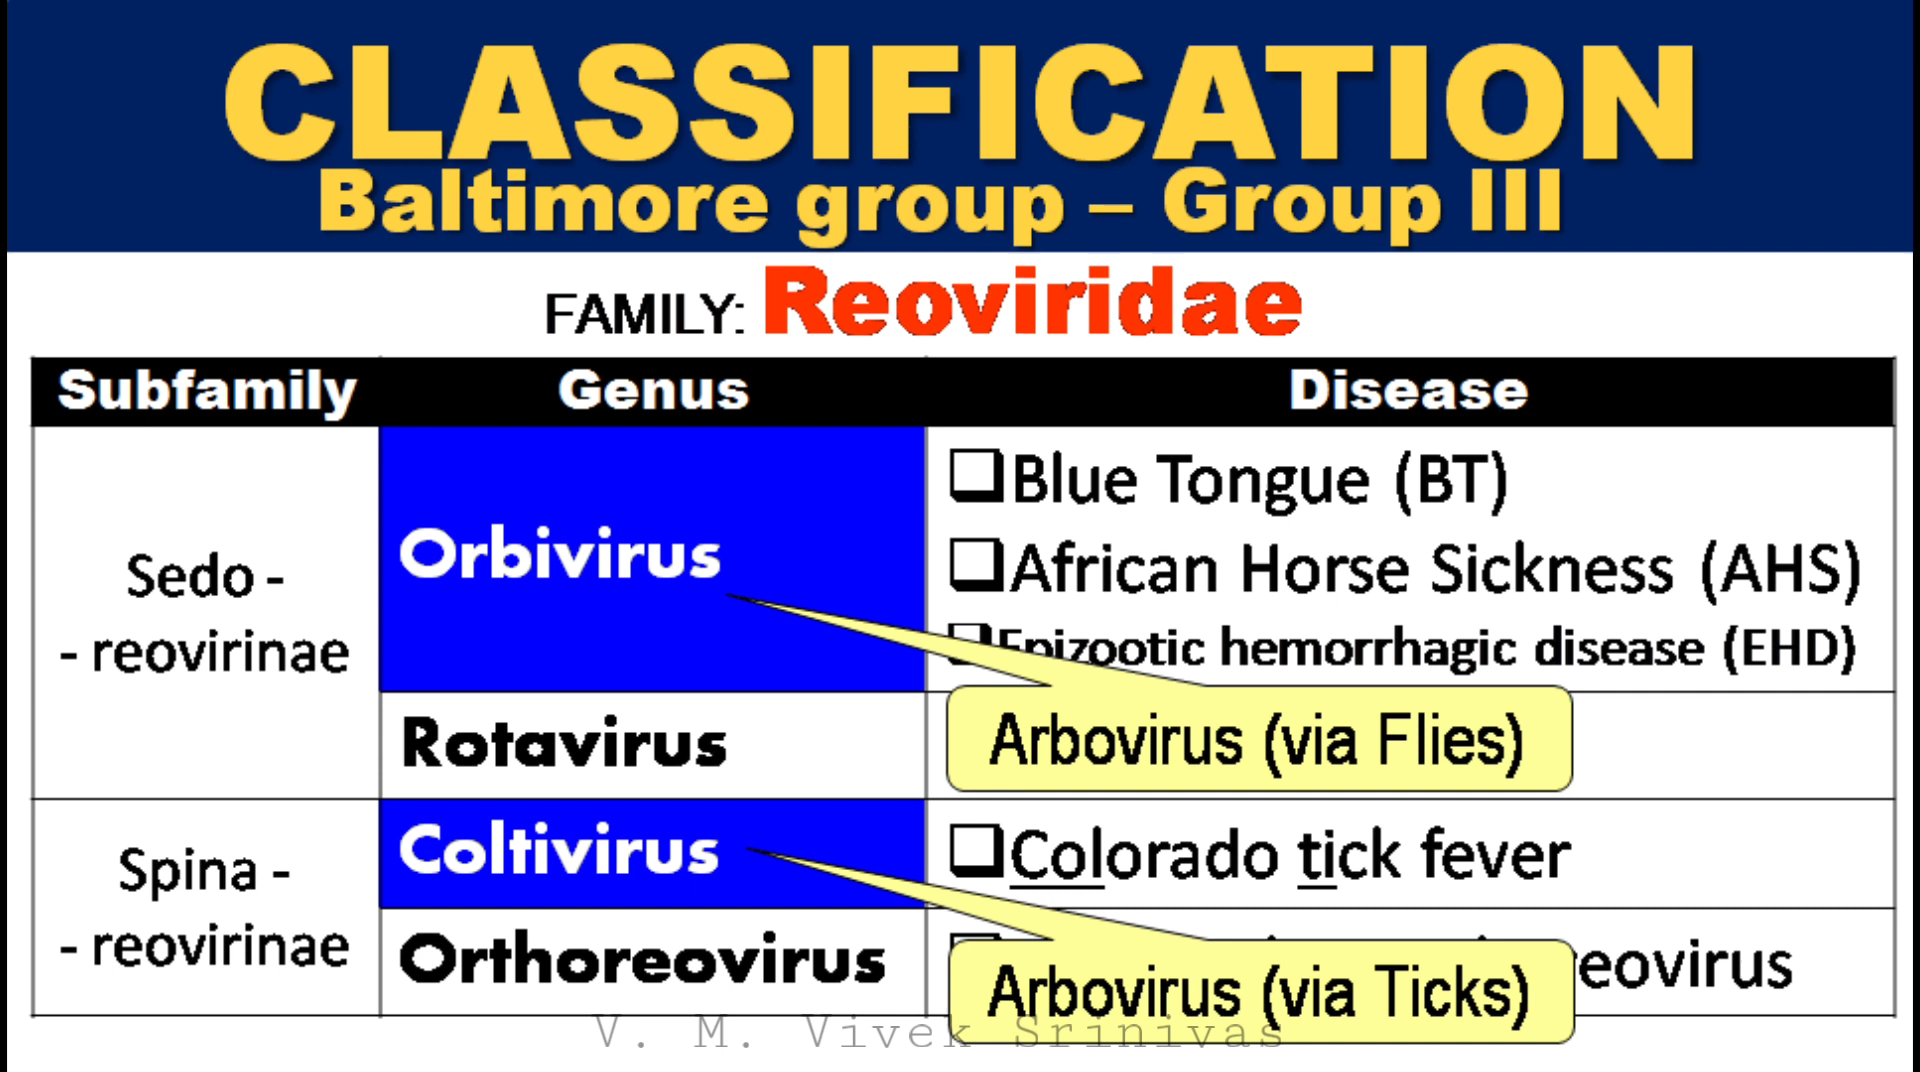 CLASSIFICATION
Baltimore group – Group III
FAMILY: Reoviridae
Subfamily Genus Disease
Sedo -
- reovirinae
Orbivirus
Blue Tongue (BT)
African Horse Sickness (AHS)
Epizootic hemorrhagic disease (EHD)
Rotavirus
Arbovirus (via Flies)
Spina -
- reovirinae
Coltivirus
Colorado tick fever
Orthoreovirus
eovirus
Arbovirus (via Ticks)
V. M. Vivek Srinivas